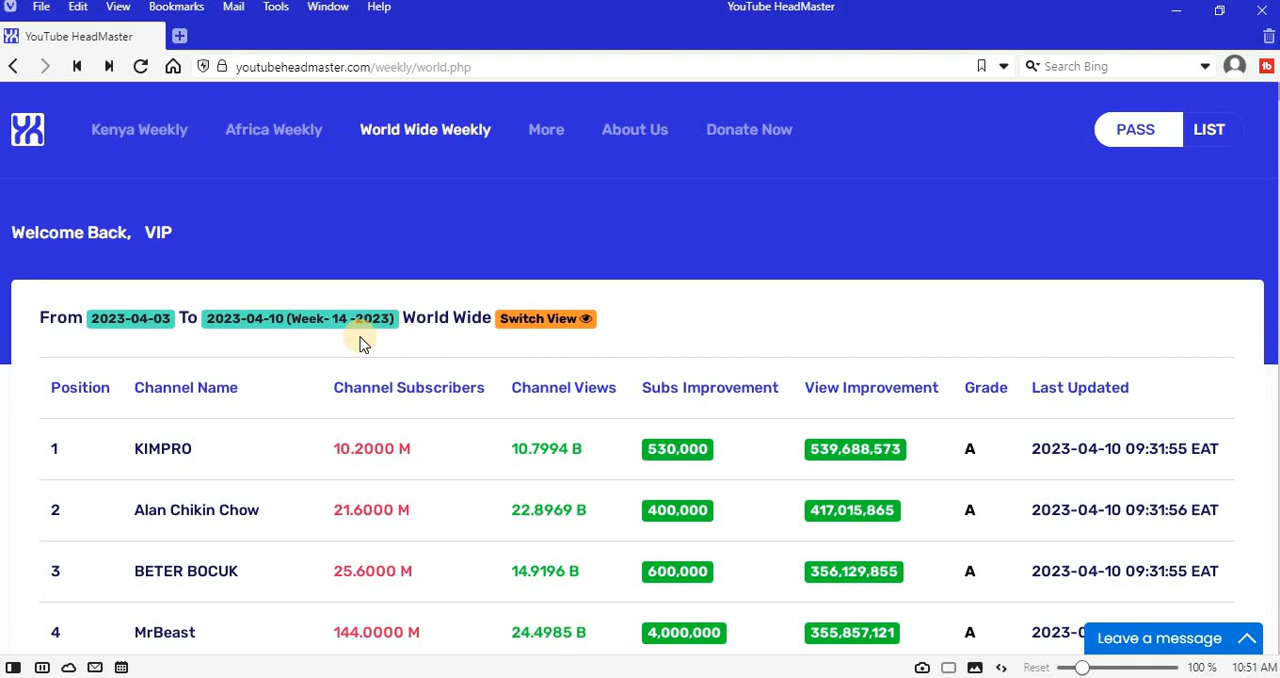 File Edit View Bookmarks Mail Tools Window Help YouTube HeadMaster
YouTube HeadMaster
youtubeheadmaster.com/weekly/world.php Search Bing
Kenya Weekly Africa Weekly World Wide Weekly More About Us Donate Now PASS LIST
Welcome Back, VIP
From 2023-04-03 To 2023-04-10 (Week- 14 -2023) World Wide Switch View
Position Channel Name Channel Subscribers Channel Views Subs Improvement View Improvement Grade Last Updated
1 KIMPRO 10.2000 M 10.7994 B 530,000 539,688,573 A 2023-04-10 09:31:55 EAT
2 Alan Chikin Chow 21.6000 M 22.8969 B 400,000 417,015,865 A 2023-04-10 09:31:56 EAT
3 BETER BÖCÜK 25.6000 M 14.9196 B 600,000 356,129,855 A 2023-04-10 09:31:55 EAT
4 MrBeast 144.0000 M 24.4985 B 4,000,000 355,857,121 A 2023-
Leave a message
Reset 100 % 10:51 AM